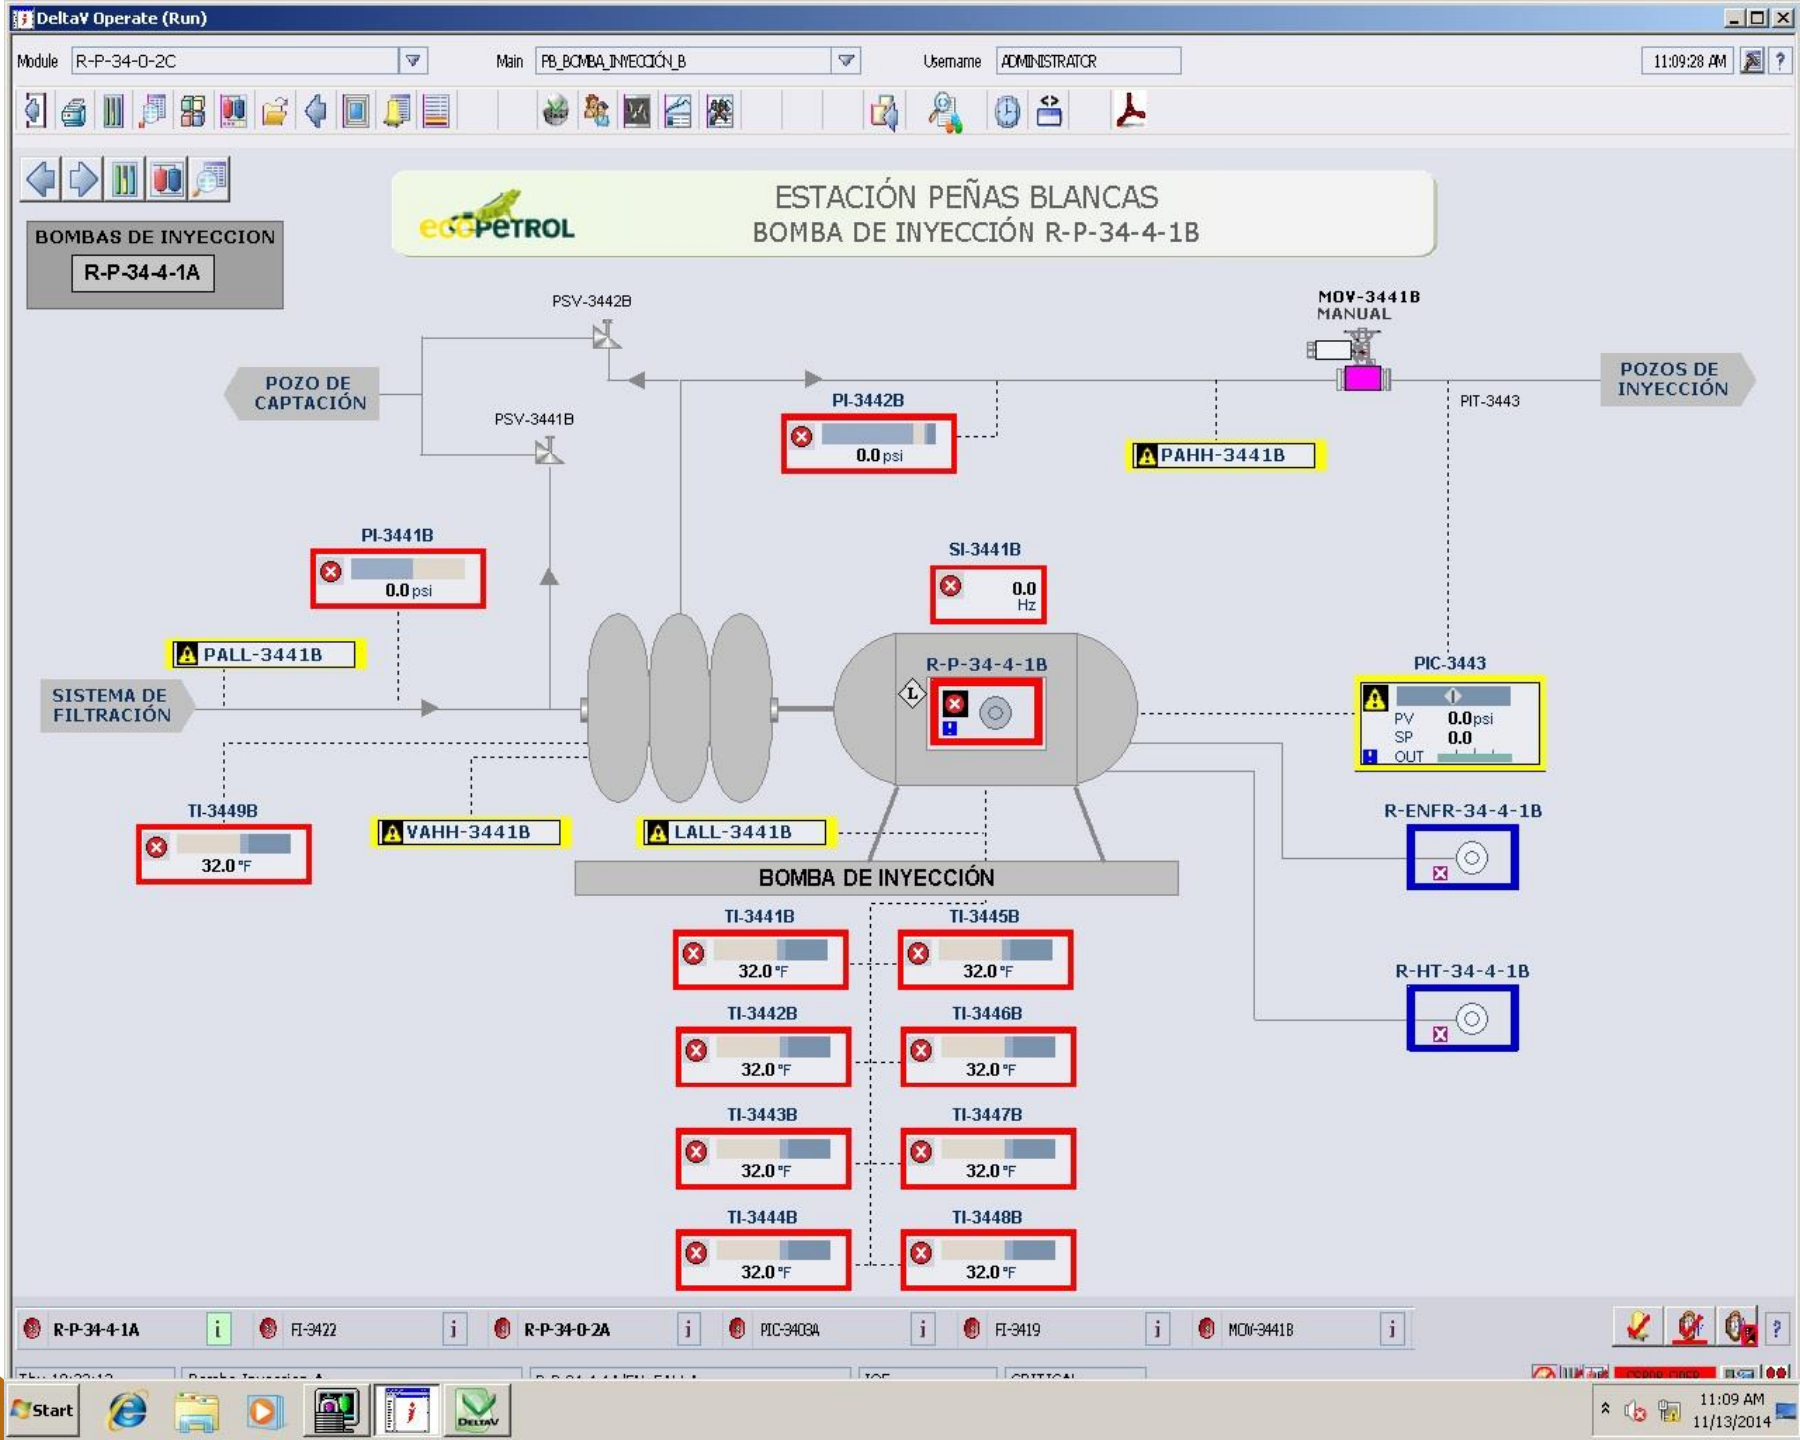 DeltaV Operate (Run)
Module R-P-34-0-2C Main PB_BOMBA_INYECCIÓN_B Username ADMINISTRATOR 11:09:28 AM ?
ecopetrol
ESTACIÓN PEÑAS BLANCAS
BOMBA DE INYECCIÓN R-P-34-4-1B
BOMBAS DE INYECCION
R-P-34-4-1A
PSV-3442B
MOV-3441B
MANUAL
POZO DE
CAPTACIÓN
POZOS DE
INYECCIÓN
PI-3442B
0.0 psi
PIT-3443
PSV-3441B
PAHH-3441B
PI-3441B
0.0 psi
SI-3441B
0.0
Hz
PALL-3441B
R-P-34-4-1B
L
PIC-3443
PV 0.0 psi
SP 0.0
OUT
SISTEMA DE
FILTRACIÓN
TI-3449B
32.0 °F
VAHH-3441B
LALL-3441B
R-ENFR-34-4-1B
BOMBA DE INYECCIÓN
TI-3441B
32.0 °F
TI-3445B
32.0 °F
R-HT-34-4-1B
TI-3442B
32.0 °F
TI-3446B
32.0 °F
TI-3443B
32.0 °F
TI-3447B
32.0 °F
TI-3444B
32.0 °F
TI-3448B
32.0 °F
R-P-34-4-1A i FI-3422 i R-P-34-0-2A i PIC-3403A i FI-3419 i MOV-3441B i ?
Start DELTAV 11:09 AM
11/13/2014